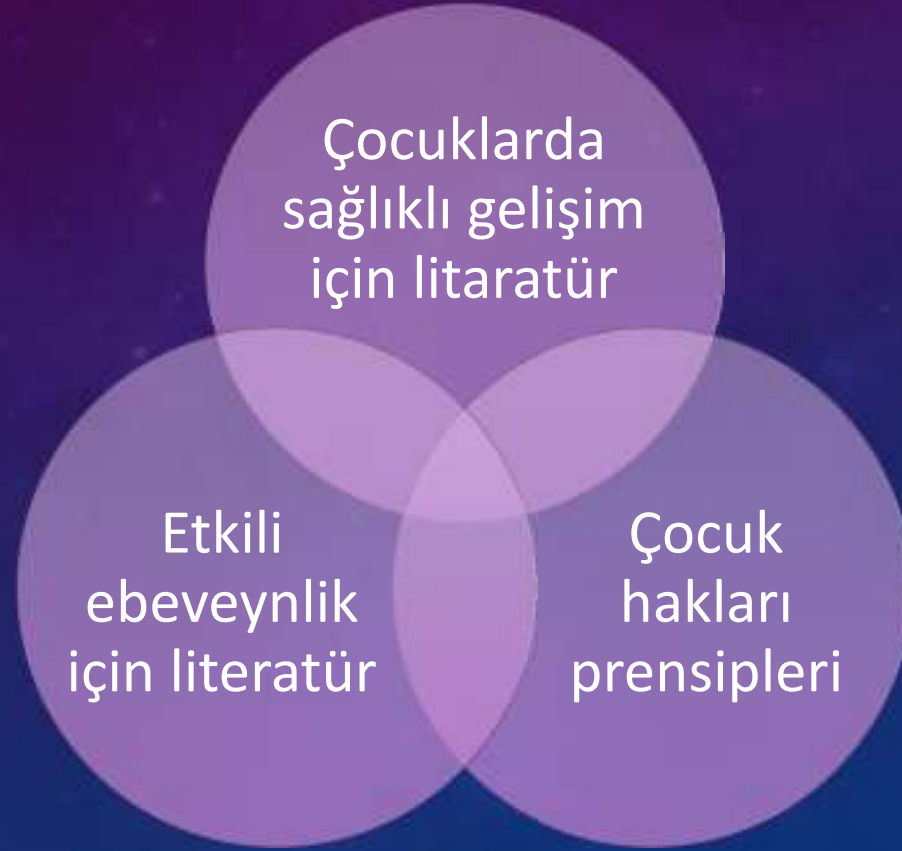 Çocuklarda
sağlıklı gelişim
için litaratür
Etkili
ebeveynlik
için literatür
Çocuk
hakları
prensipleri